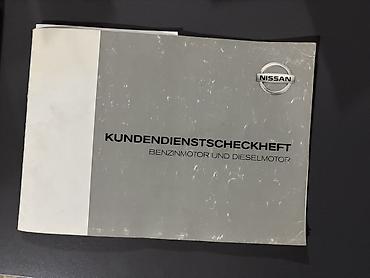 NISSAN
KUNDENDIENSTSCHECKHEFT
BENZINMOTOR UND DIESELMOTOR